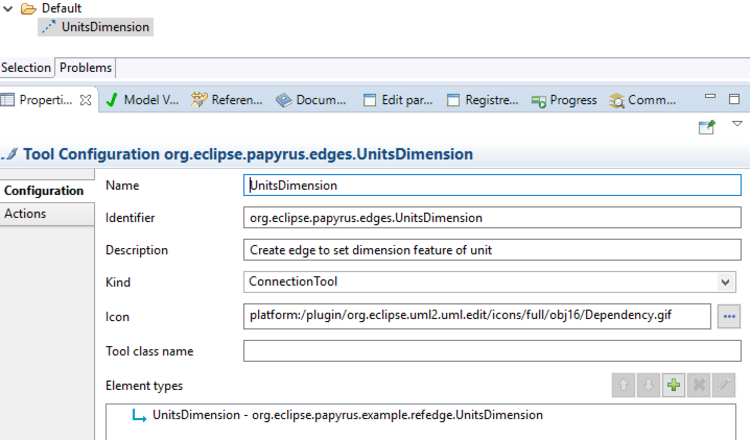 Default
UnitsDimension
Selection Problems
Properti... Model V... Referen... Docum... Edit par... Registre... Progress Comm...
Tool Configuration org.eclipse.papyrus.edges.UnitsDimension
Configuration
Actions
Name UnitsDimension
Identifier org.eclipse.papyrus.edges.UnitsDimension
Description Create edge to set dimension feature of unit
Kind ConnectionTool
Icon platform:/plugin/org.eclipse.uml2.uml.edit/icons/full/obj16/Dependency.gif
Tool class name
Element types
UnitsDimension - org.eclipse.papyrus.example.refedge.UnitsDimension